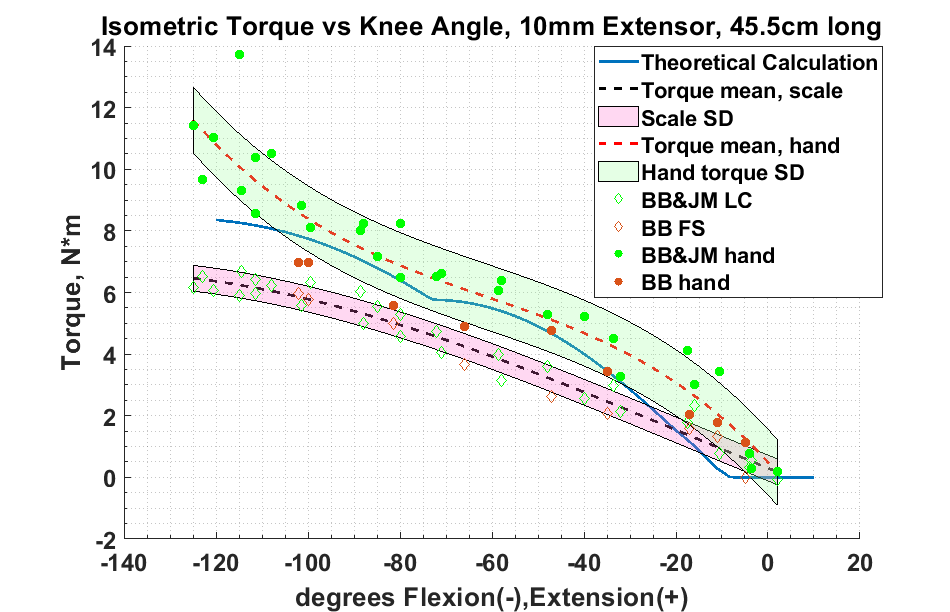 Isometric Torque vs Knee Angle, 10mm Extensor, 45.5cm long
14
12
10
8
6
4
2
0
-2
Torque, N*m
Theoretical Calculation
Torque mean, scale
Scale SD
Torque mean, hand
Hand torque SD
BB&JM LC
BB FS
BB&JM hand
BB hand
-140 -120 -100 -80 -60 -40 -20 0 20
degrees Flexion(-),Extension(+)